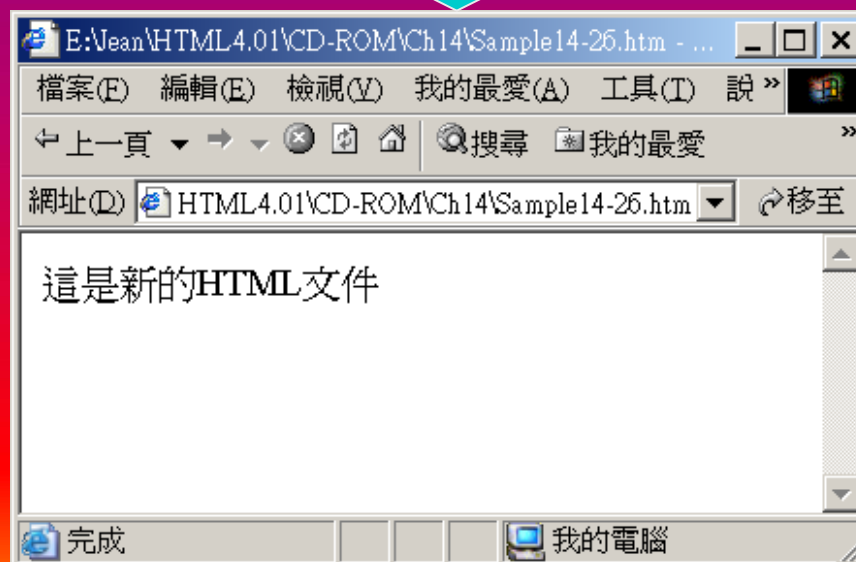 E:\Jean\HTML4.01\CD-ROM\Ch14\Sample14-26.htm - ...
檔案(F) 編輯(E) 檢視(V) 我的最愛(A) 工具(T) 說 »
上一頁 搜尋 我的最愛 »
網址(D) HTML4.01\CD-ROM\Ch14\Sample14-26.htm 移至
這是新的HTML文件
完成 我的電腦